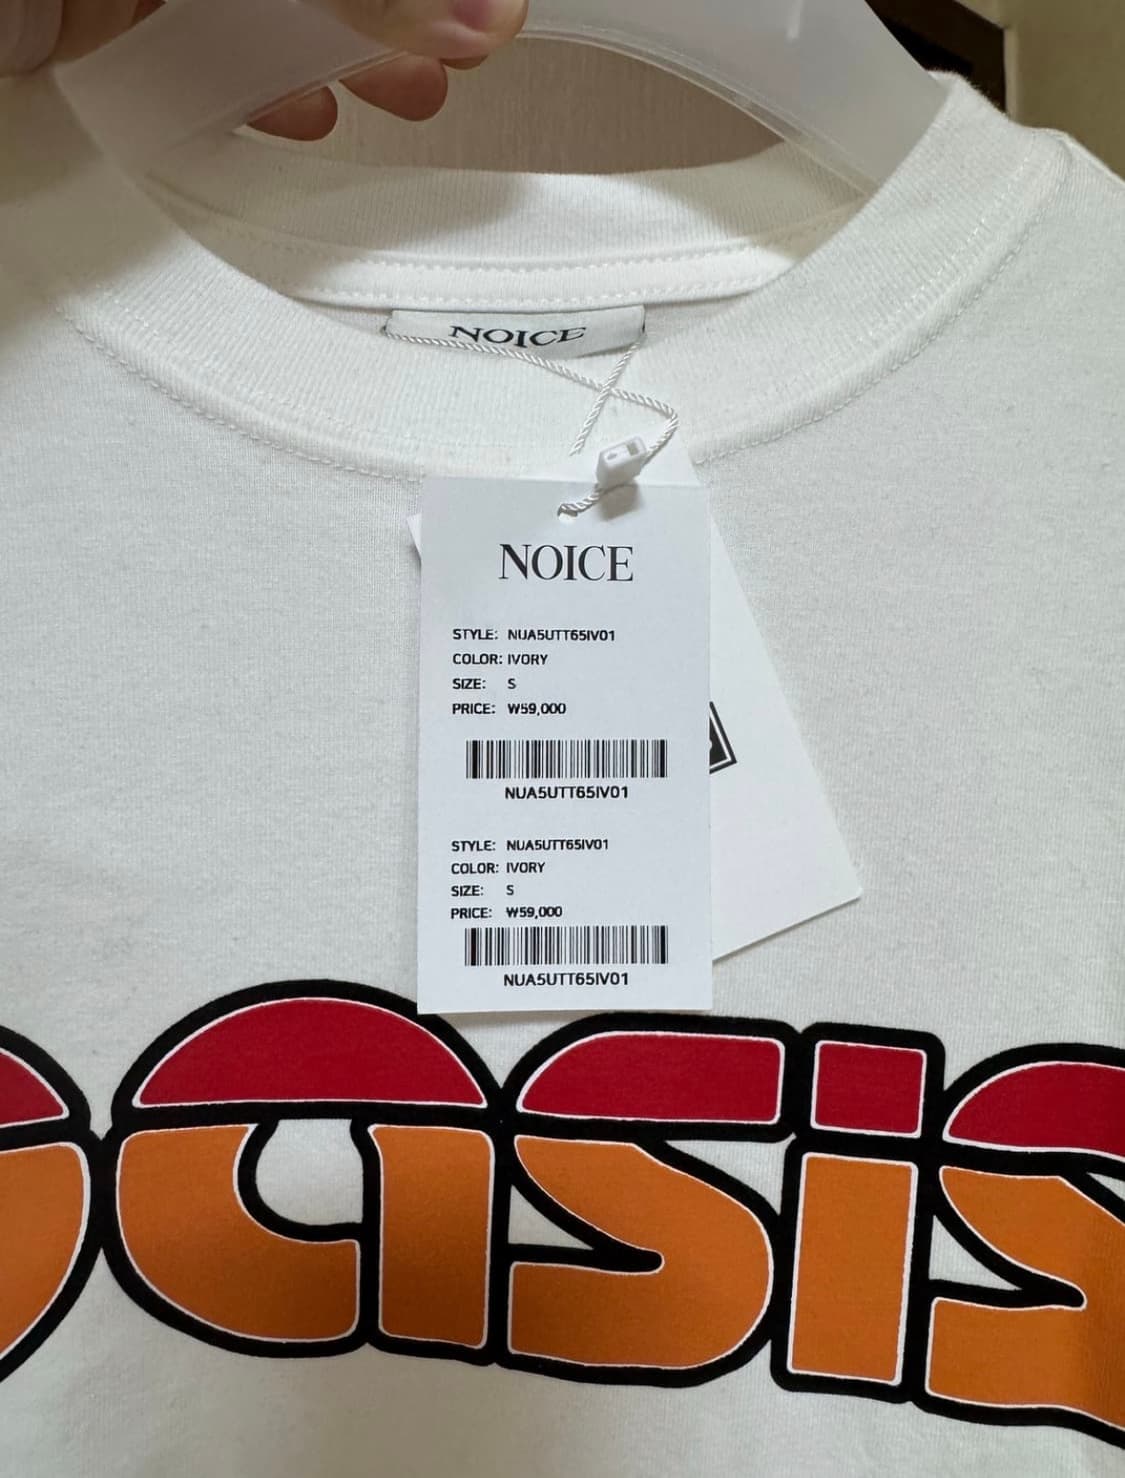 NOICE
NOICE
STYLE: NUA5UTT65IV01
COLOR: IVORY
SIZE: S
PRICE: ₩59,000
NUA5UTT65IV01
STYLE: NUA5UTT65IV01
COLOR: IVORY
SIZE: S
PRICE: ₩59,000
NUA5UTT65IV01
oasis